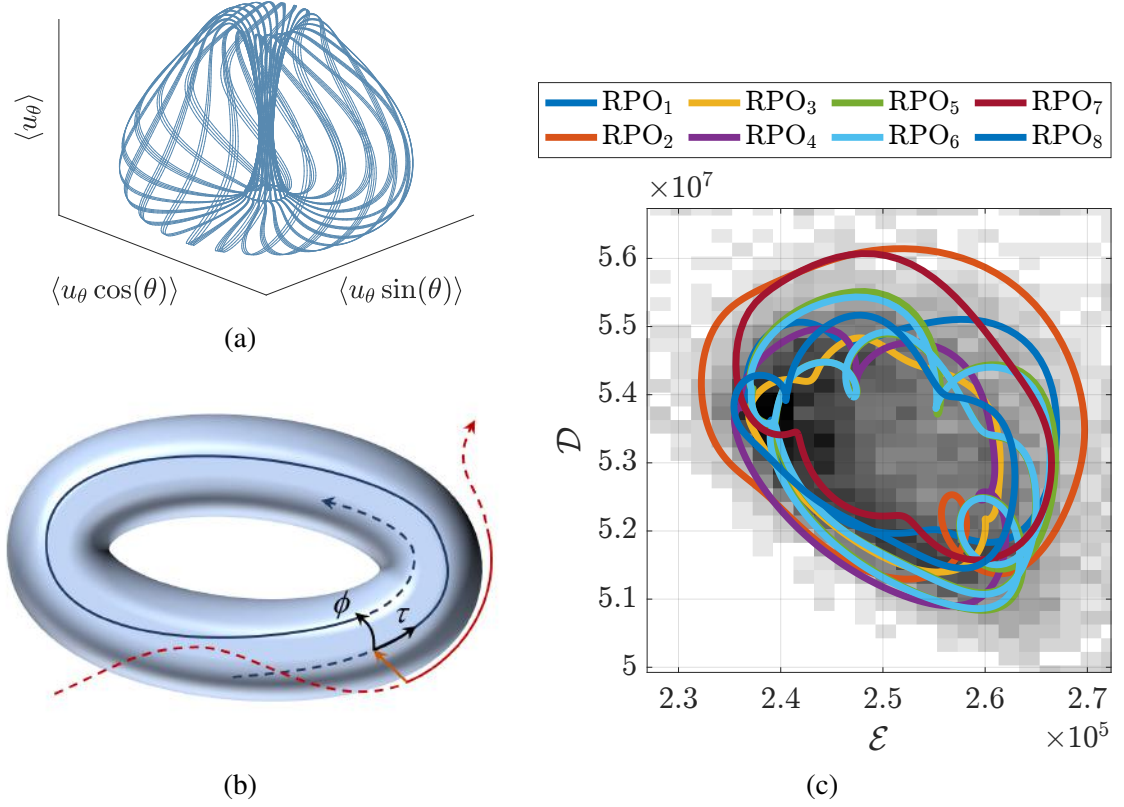 ⟨u_θ⟩
⟨u_θ cos(θ)⟩ ⟨u_θ sin(θ)⟩
(a)
ϕ
τ
(b)
RPO₁ RPO₃ RPO₅ RPO₇
RPO₂ RPO₄ RPO₆ RPO₈
×10⁷
5.6
5.5
5.4
5.3
5.2
5.1
5
𝒟
2.3 2.4 2.5 2.6 2.7
ℰ ×10⁵
(c)